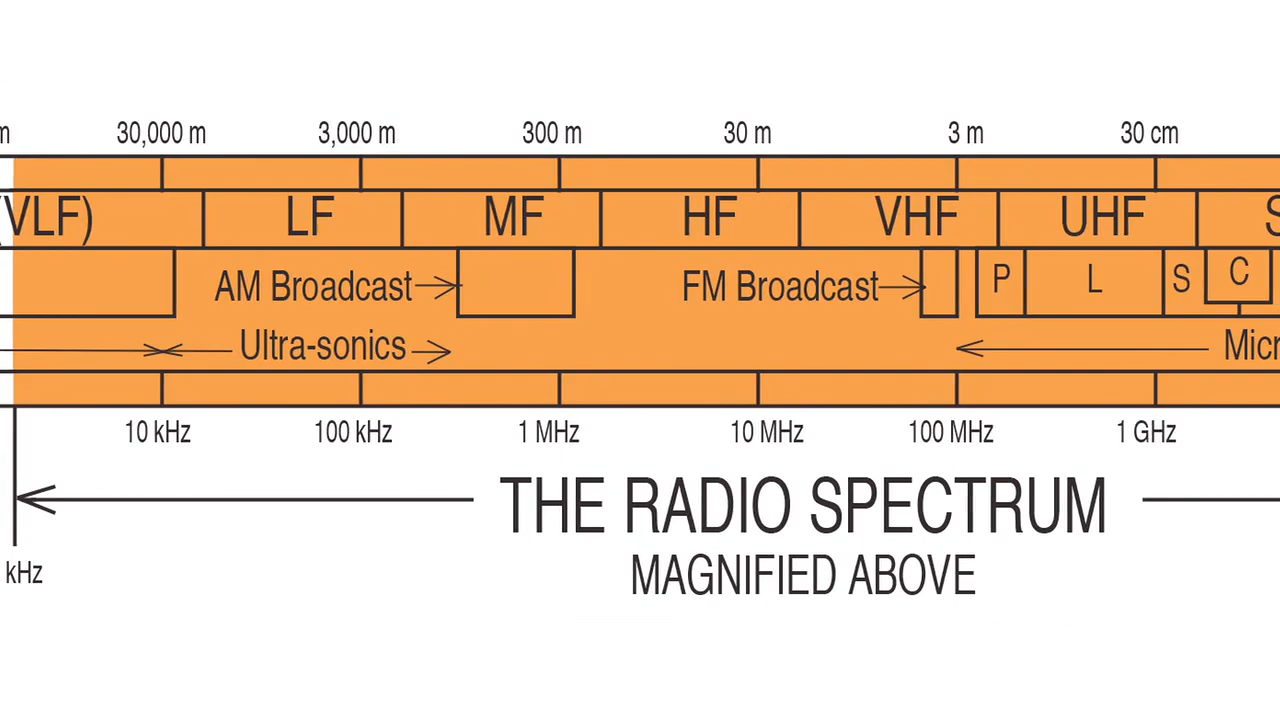 m 30,000 m 3,000 m 300 m 30 m 3 m 30 cm
(VLF) LF MF HF VHF UHF S
AM Broadcast FM Broadcast P L S C
Ultra-sonics Micr
10 kHz 100 kHz 1 MHz 10 MHz 100 MHz 1 GHz
THE RADIO SPECTRUM
MAGNIFIED ABOVE
kHz